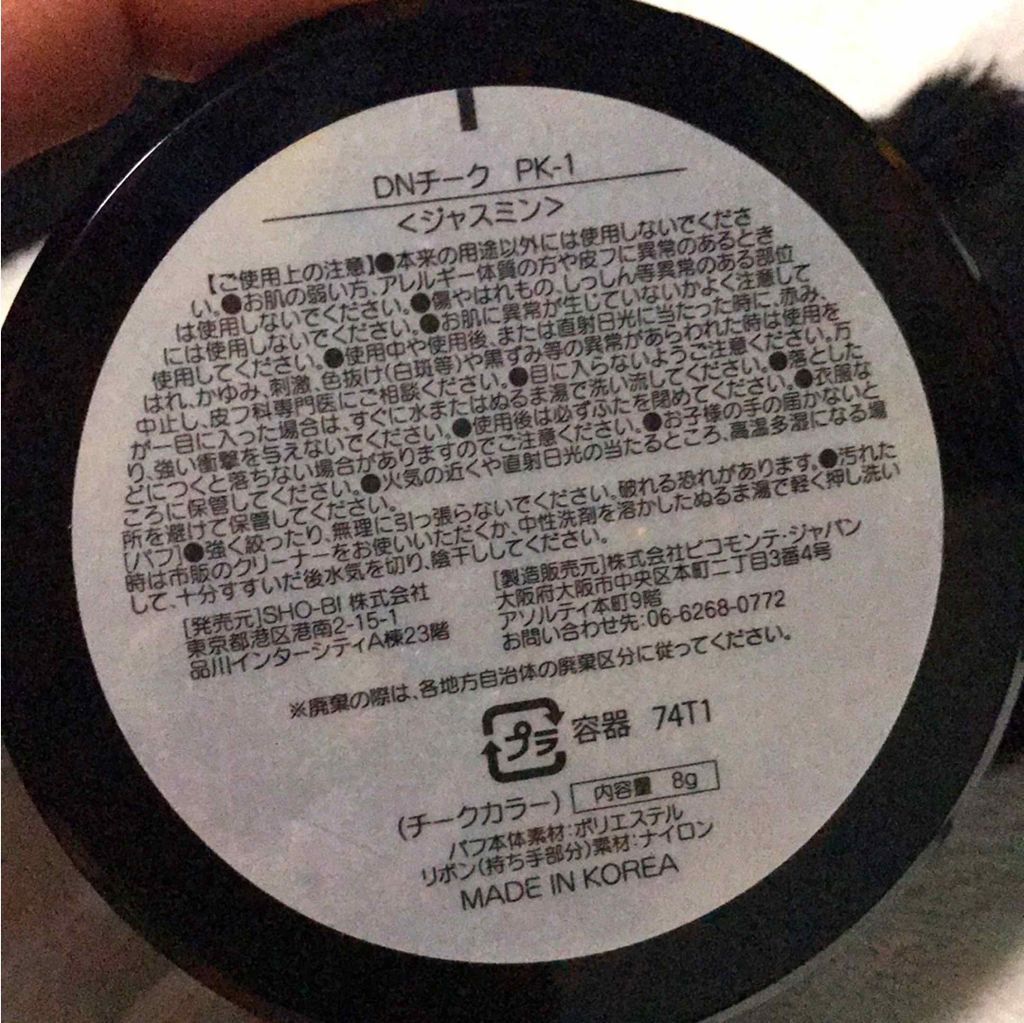 DNチーク PK-1
<ジャスミン>
【ご使用上の注意】●本来の用途以外には使用しないでくださ
い。●お肌の弱い方、アレルギー体質の方や皮フに異常のあるとき
は使用しないでください。●傷やはれもの、しっしん等異常のある部位
には使用しないでください。●お肌に異常が生じていないかよく注意して
使用してください。●使用中や使用後、または直射日光に当たった時に、赤み、
はれ、かゆみ、刺激、色抜け(白斑等)や黒ずみ等の異常があらわれた時は使用を
中止し、皮フ科専門医にご相談ください。●目に入らないようご注意ください。万
が一目に入った場合は、すぐに水またはぬるま湯で洗い流してください。●落とした
り、強い衝撃を与えないでください。●使用後は必ずふたを閉めてください。●衣服な
どにつくと落ちない場合がありますのでご注意ください。●お子様の手の届かないと
ころに保管してください。●火気の近くや直射日光の当たるところ、高温多湿になる場
所を避けて保管してください。
[パフ]●強く絞ったり、無理に引っ張らないでください。破れる恐れがあります。●汚れた
時は市販のクリーナーをお使いいただくか、中性洗剤を溶かしたぬるま湯で軽く押し洗い
して、十分すすいだ後水気を切り、陰干ししてください。
[発売元]SHO-BI 株式会社
東京都港区港南2-15-1
品川インターシティA棟23階
[製造販売元]株式会社ピコモンテ・ジャパン
大阪府大阪市中央区本町二丁目3番4号
アソルティ本町9階
お問い合わせ先:06-6268-0772
※廃棄の際は、各地方自治体の廃棄区分に従ってください。
プラ 容器 74T1
(チークカラー) 内容量 8g
パフ本体素材:ポリエステル
リボン(持ち手部分)素材:ナイロン
MADE IN KOREA